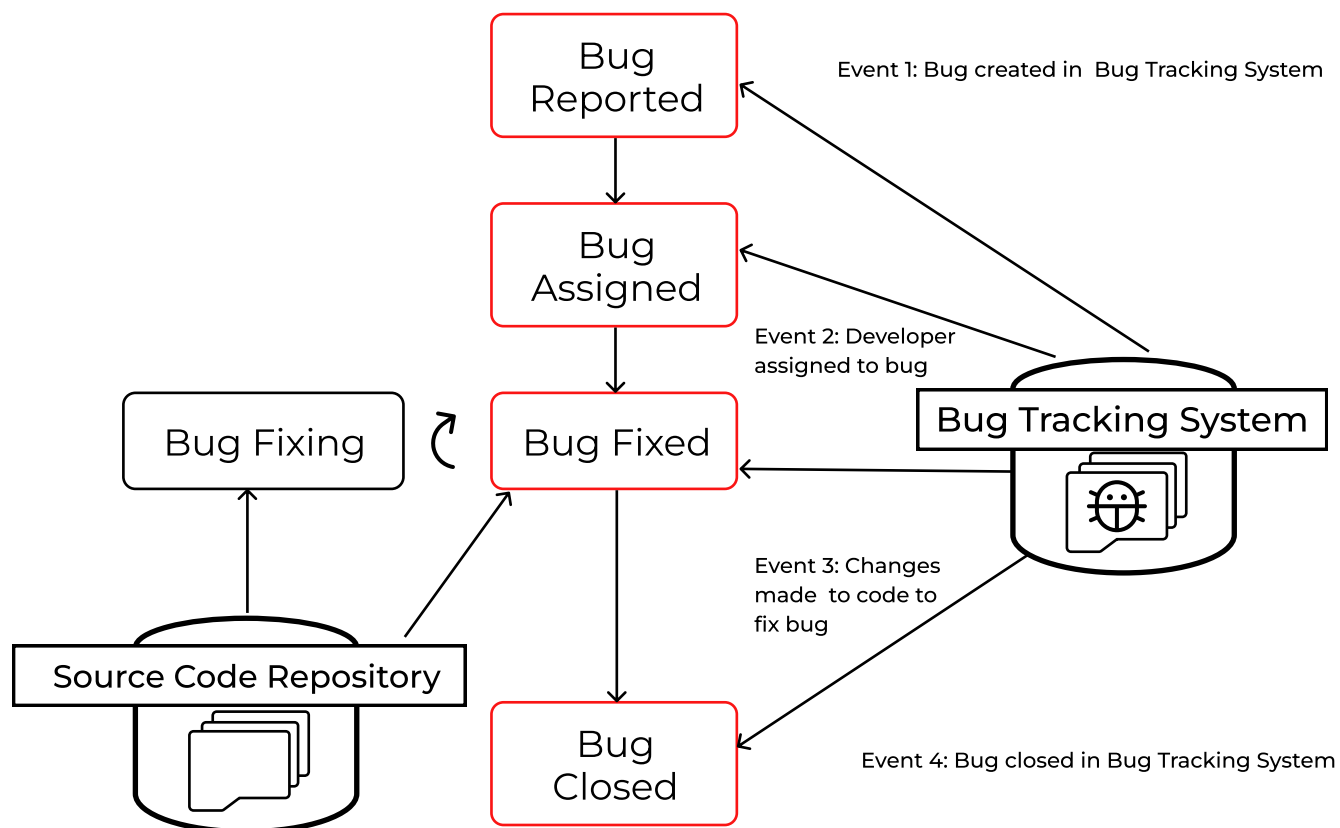 Bug
Reported
Event 1: Bug created in  Bug Tracking System
Bug
Assigned
Event 2: Developer
assigned to bug
Bug Fixing
Bug Fixed
Bug Tracking System
Event 3: Changes
made  to code to
fix bug
Source Code Repository
Bug
Closed
Event 4: Bug closed in Bug Tracking System